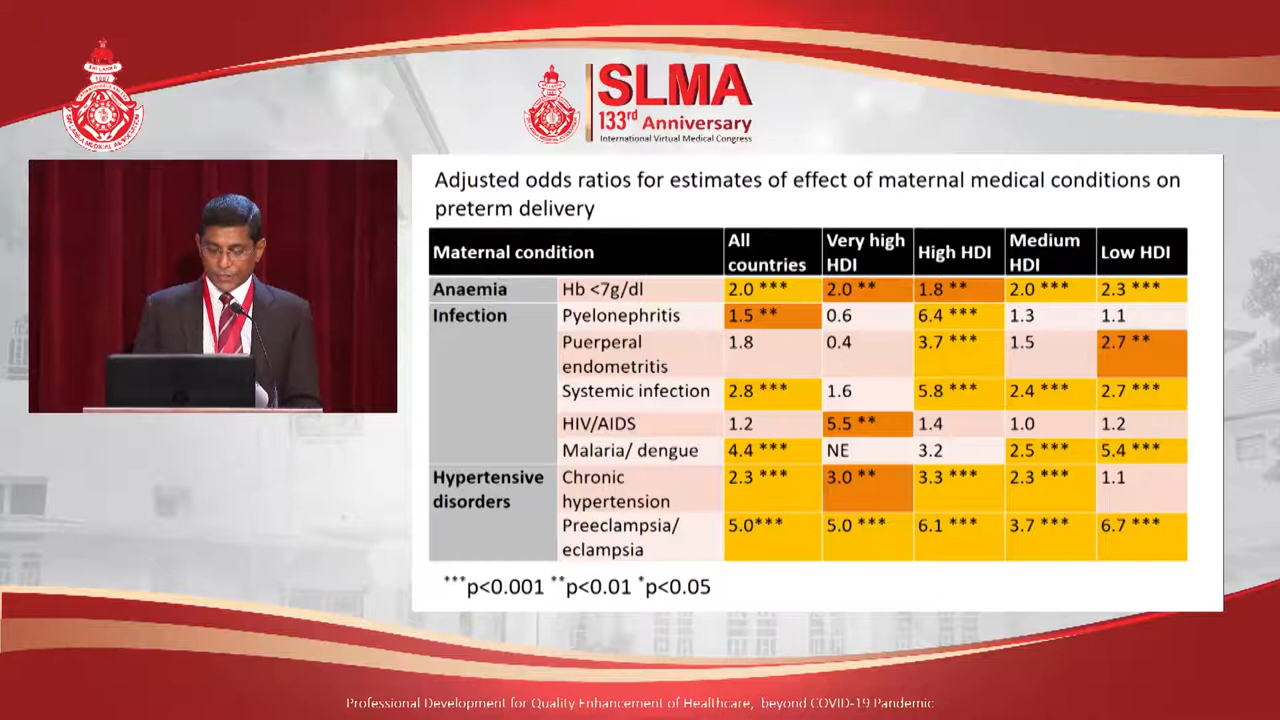 SRI LANKA
SRI LANKA MEDICAL ASSOCIATION
SLMA
133rd Anniversary
International Virtual Medical Congress
Adjusted odds ratios for estimates of effect of maternal medical conditions on
preterm delivery
Maternal condition All countries Very high HDI High HDI Medium HDI Low HDI
Anaemia Hb <7g/dl 2.0 *** 2.0 ** 1.8 ** 2.0 *** 2.3 ***
Infection Pyelonephritis 1.5 ** 0.6 6.4 *** 1.3 1.1
Puerperal endometritis 1.8 0.4 3.7 *** 1.5 2.7 **
Systemic infection 2.8 *** 1.6 5.8 *** 2.4 *** 2.7 ***
HIV/AIDS 1.2 5.5 ** 1.4 1.0 1.2
Malaria/ dengue 4.4 *** NE 3.2 2.5 *** 5.4 ***
Hypertensive disorders Chronic hypertension 2.3 *** 3.0 ** 3.3 *** 2.3 *** 1.1
Preeclampsia/ eclampsia 5.0*** 5.0 *** 6.1 *** 3.7 *** 6.7 ***
***p<0.001 **p<0.01 *p<0.05
Professional Development for Quality Enhancement of Healthcare, beyond COVID-19 Pandemic